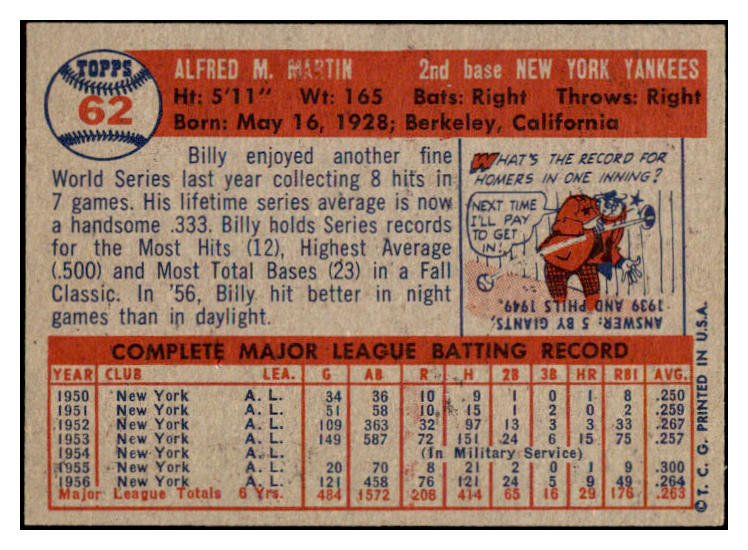 TOPPS
62
ALFRED M. MARTIN 2nd base NEW YORK YANKEES
Ht: 5'11" Wt: 165 Bats: Right Throws: Right
Born: May 16, 1928; Berkeley, California
Billy enjoyed another fine
World Series last year collecting 8 hits in
7 games. His lifetime series average is now
a handsome .333. Billy holds Series records
for the Most Hits (12), Highest Average
(.500) and Most Total Bases (23) in a Fall
Classic. In '56, Billy hit better in night
games than in daylight.
WHAT'S THE RECORD FOR
HOMERS IN ONE INNING?
NEXT TIME
I'LL PAY
TO GET
IN!
ANSWER: 5 BY GIANTS,
1939 AND PHILS 1949.
COMPLETE MAJOR LEAGUE BATTING RECORD
YEAR CLUB LEA. G AB R H 2B 3B HR RBI AVG.
1950 New York A. L. 34 36 10 9 1 0 1 8 .250
1951 New York A. L. 51 58 10 15 1 2 0 2 .259
1952 New York A. L. 109 363 32 97 13 3 3 33 .267
1953 New York A. L. 149 587 72 151 24 6 15 75 .257
1954 New York A. L. (In Military Service)
1955 New York A. L. 20 70 8 21 2 0 1 9 .300
1956 New York A. L. 121 458 76 121 24 5 9 49 .264
Major League Totals 6 Yrs. 484 1572 208 414 65 16 29 176 .263
© T. C. G. PRINTED IN U.S.A.